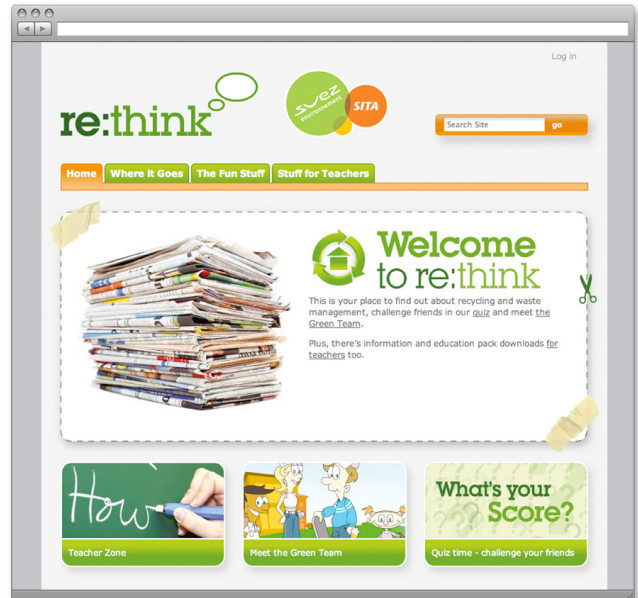 Log in
re:think
suez
environnement
SITA
Search Site
go
Home
Where It Goes
The Fun Stuff
Stuff for Teachers
Welcome
to re:think
This is your place to find out about recycling and waste
management, challenge friends in our quiz and meet the
Green Team.
Plus, there's information and education pack downloads for
teachers too.
How
What's your
Score?
Teacher Zone
Meet the Green Team
Quiz time - challenge your friends